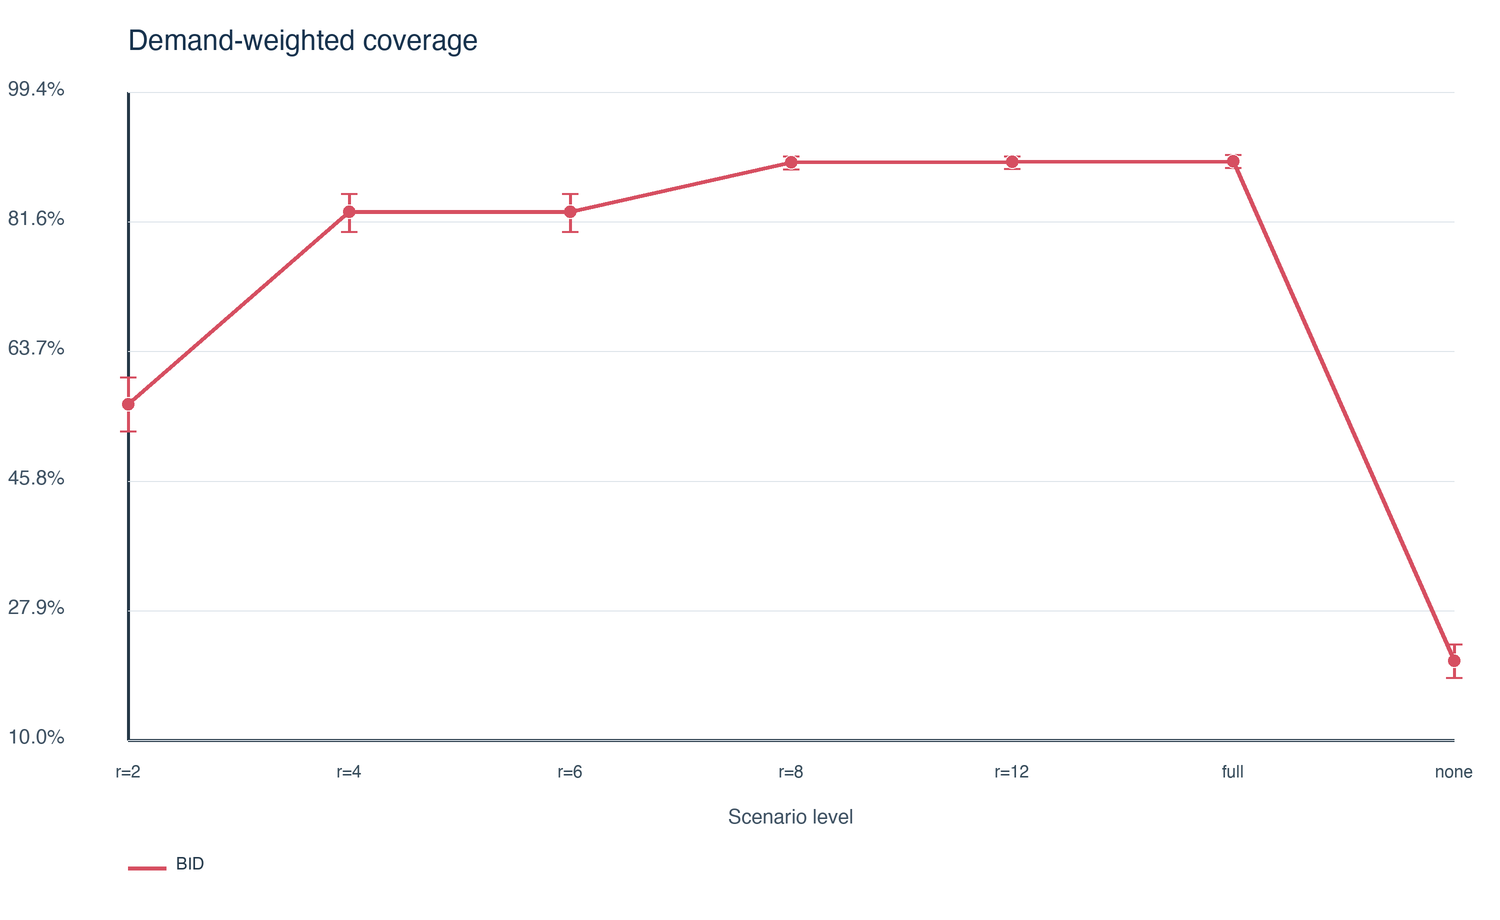 Demand-weighted coverage
99.4%
81.6%
63.7%
45.8%
27.9%
10.0%
r=2 r=4 r=6 r=8 r=12 full none
Scenario level
BID